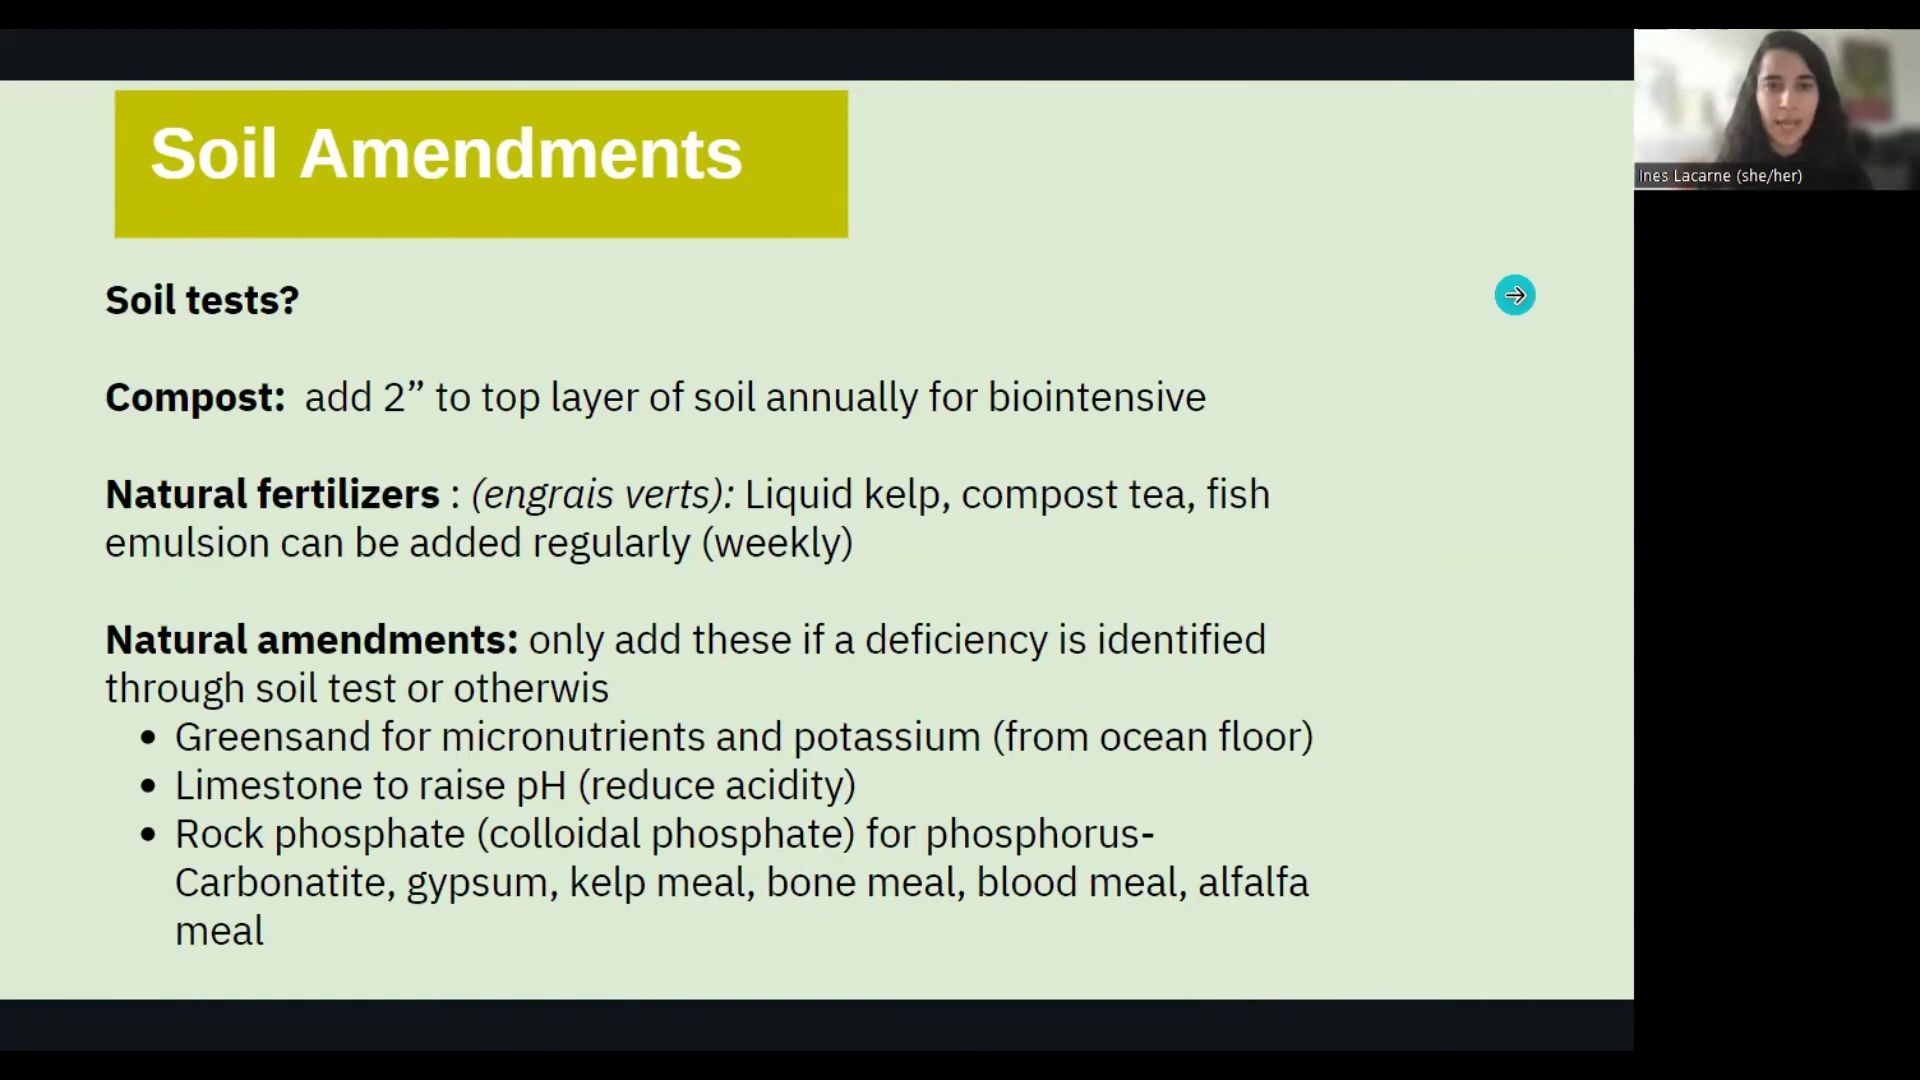 Soil Amendments
Ines Lacarne (she/her)
Soil tests?
Compost: add 2” to top layer of soil annually for biointensive
Natural fertilizers : (engrais verts): Liquid kelp, compost tea, fish
emulsion can be added regularly (weekly)
Natural amendments: only add these if a deficiency is identified
through soil test or otherwis
• Greensand for micronutrients and potassium (from ocean floor)
• Limestone to raise pH (reduce acidity)
• Rock phosphate (colloidal phosphate) for phosphorus-
Carbonatite, gypsum, kelp meal, bone meal, blood meal, alfalfa
meal